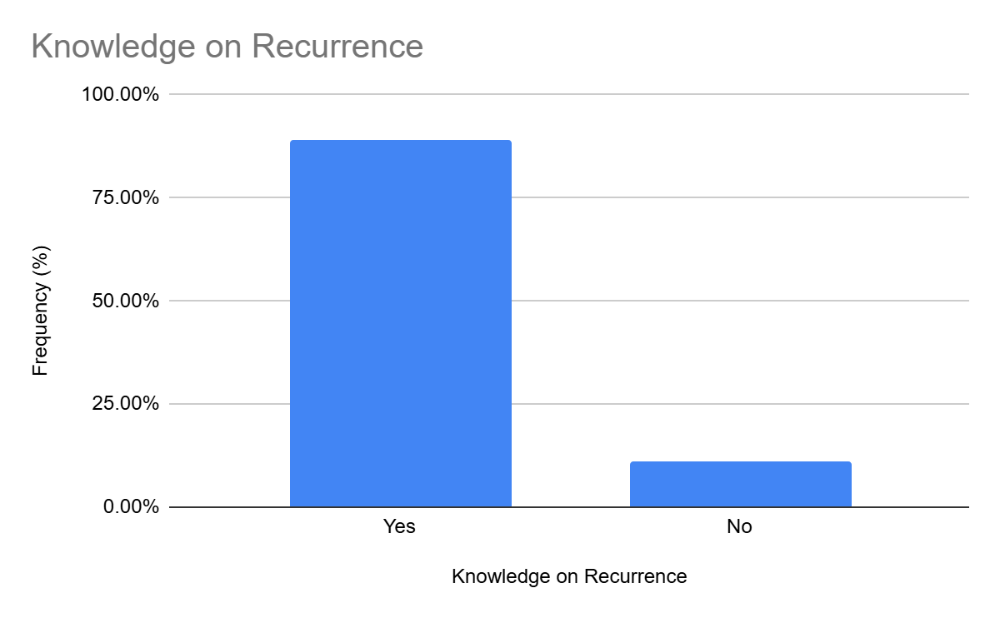 Knowledge on Recurrence
100.00%
75.00%
50.00%
25.00%
0.00%
Frequency (%)
Yes
No
Knowledge on Recurrence